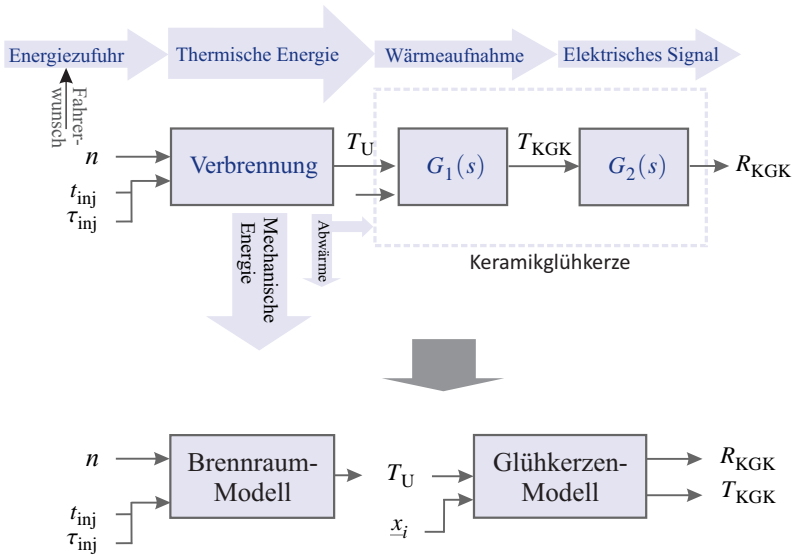 Energiezufuhr
Thermische Energie
Wärmeaufnahme
Elektrisches Signal
Fahrer-
wunsch
n
t_inj
τ_inj
Verbrennung
T_U
G_1(s)
T_KGK
G_2(s)
R_KGK
Mechanische
Energie
Abwärme
Keramikglühkerze
n
t_inj
τ_inj
Brennraum-
Modell
T_U
x_i
Glühkerzen-
Modell
R_KGK
T_KGK